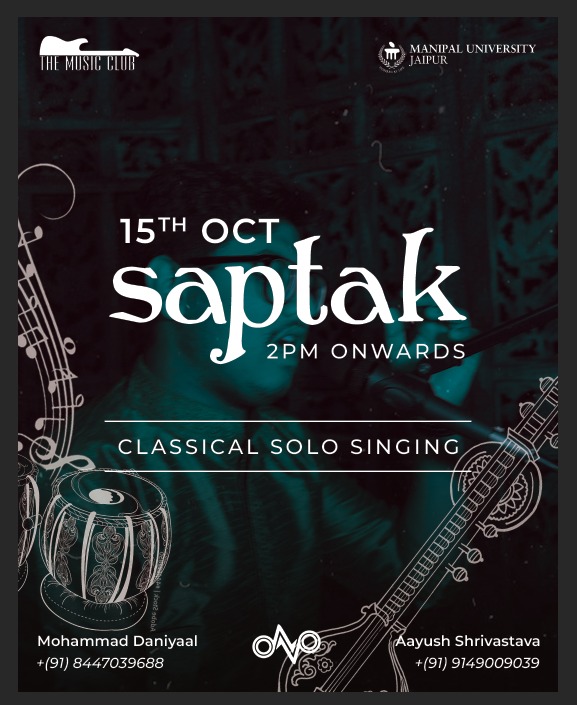 THE MUSIC CLUB
MANIPAL UNIVERSITY
JAIPUR
15TH OCT
saptak
2PM ONWARDS
CLASSICAL SOLO SINGING
Mohammad Daniyaal
+(91) 8447039688
ONO
Aayush Shrivastava
+(91) 9149009039